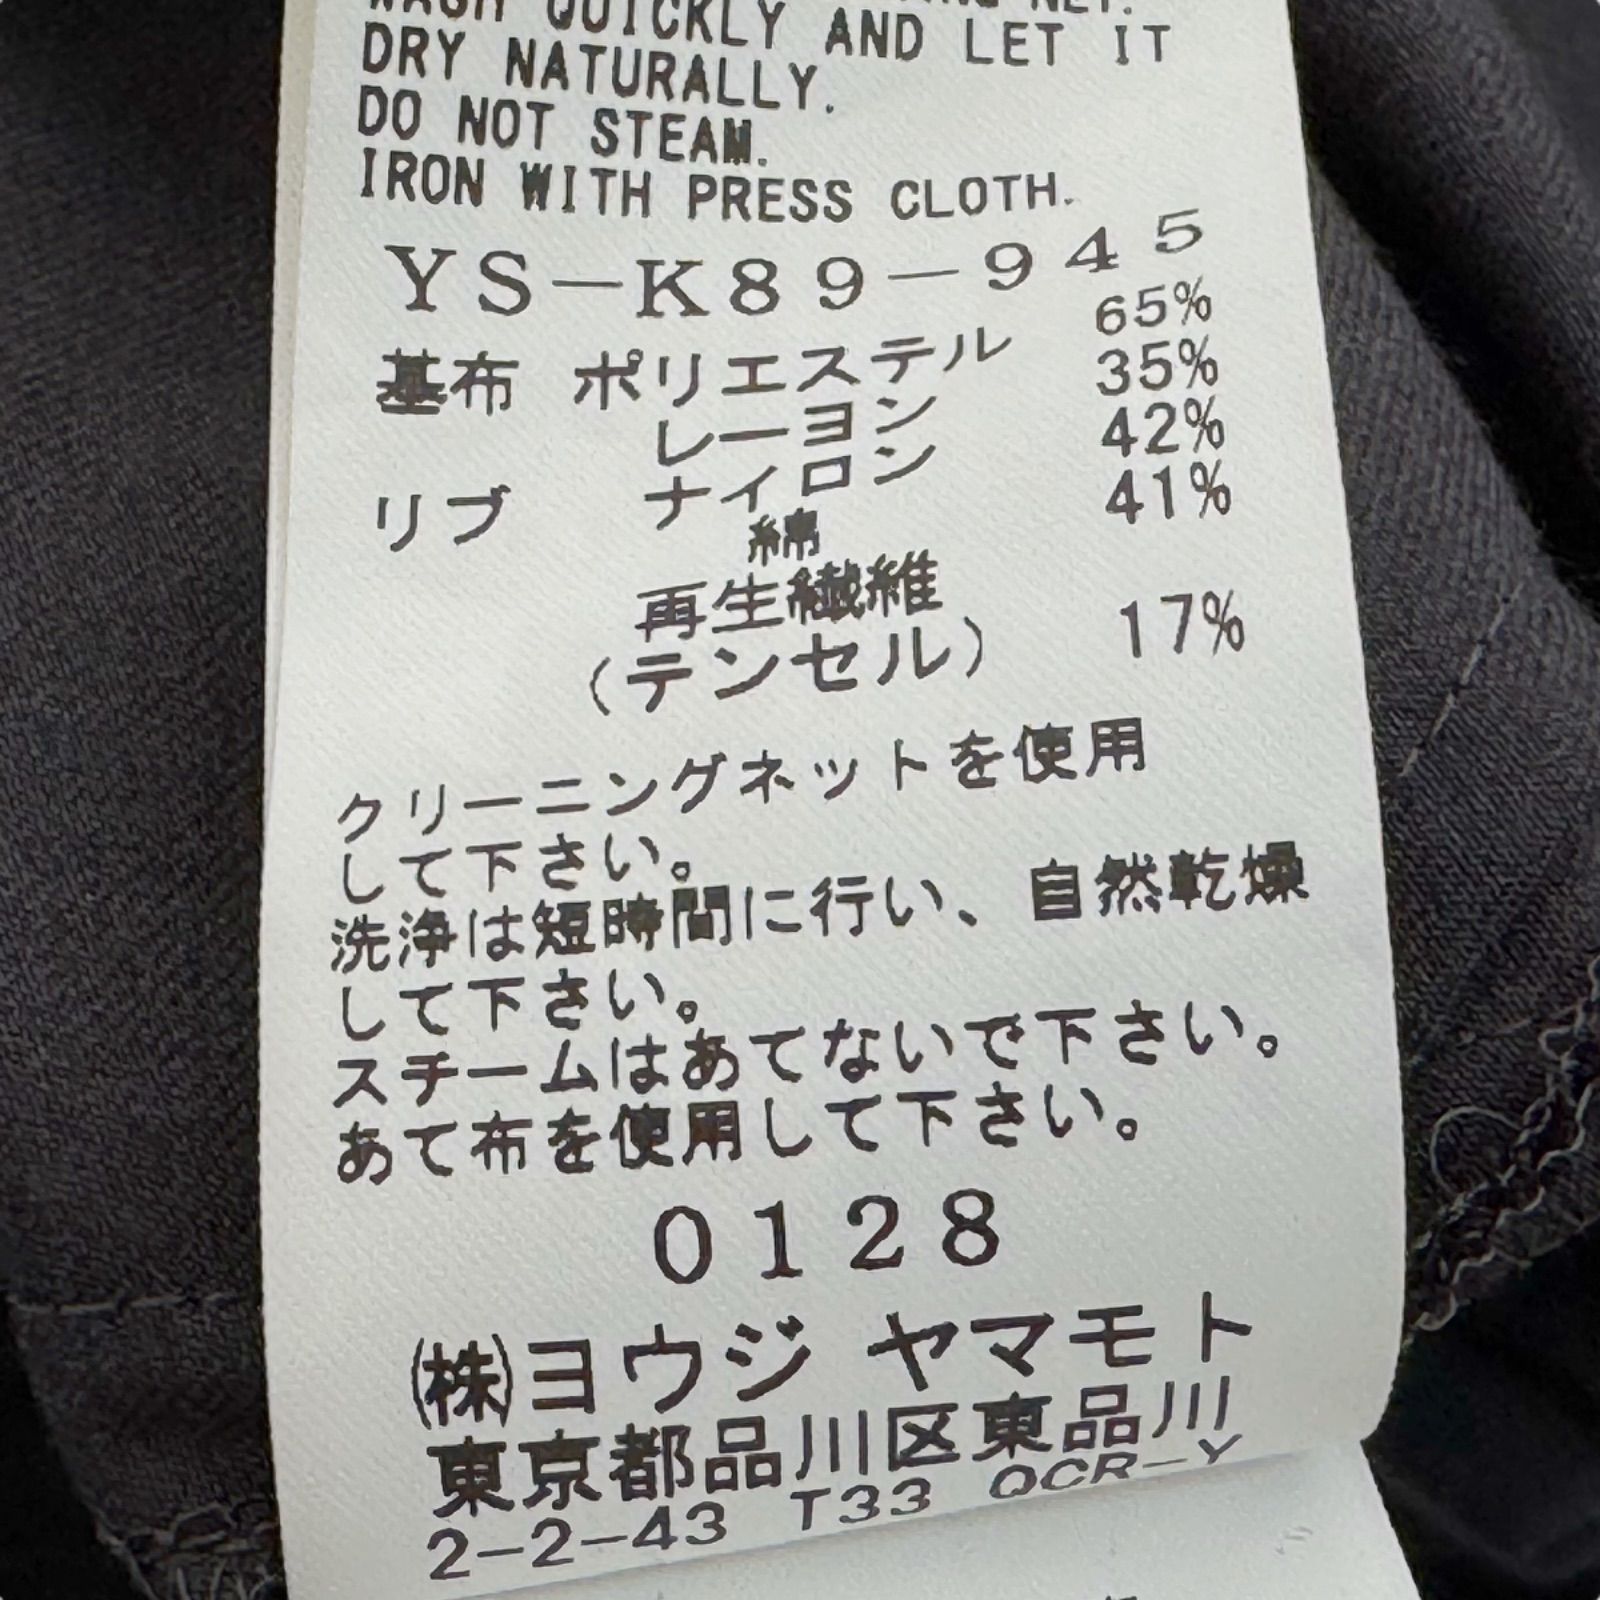 WASH QUICKLY AND LET IT
DRY NATURALLY.
DO NOT STEAM.
IRON WITH PRESS CLOTH.
YS-K89-945
基布 ポリエステル 65%
レーヨン 35%
リブ ナイロン 42%
綿 41%
再生繊維
(テンセル) 17%
クリーニングネットを使用
して下さい。
洗浄は短時間に行い、自然乾燥
して下さい。
スチームはあてないで下さい。
あて布を使用して下さい。
0128
㈱ヨウジ ヤマモト
東京都品川区東品川
2-2-43 T33 QCR-Y